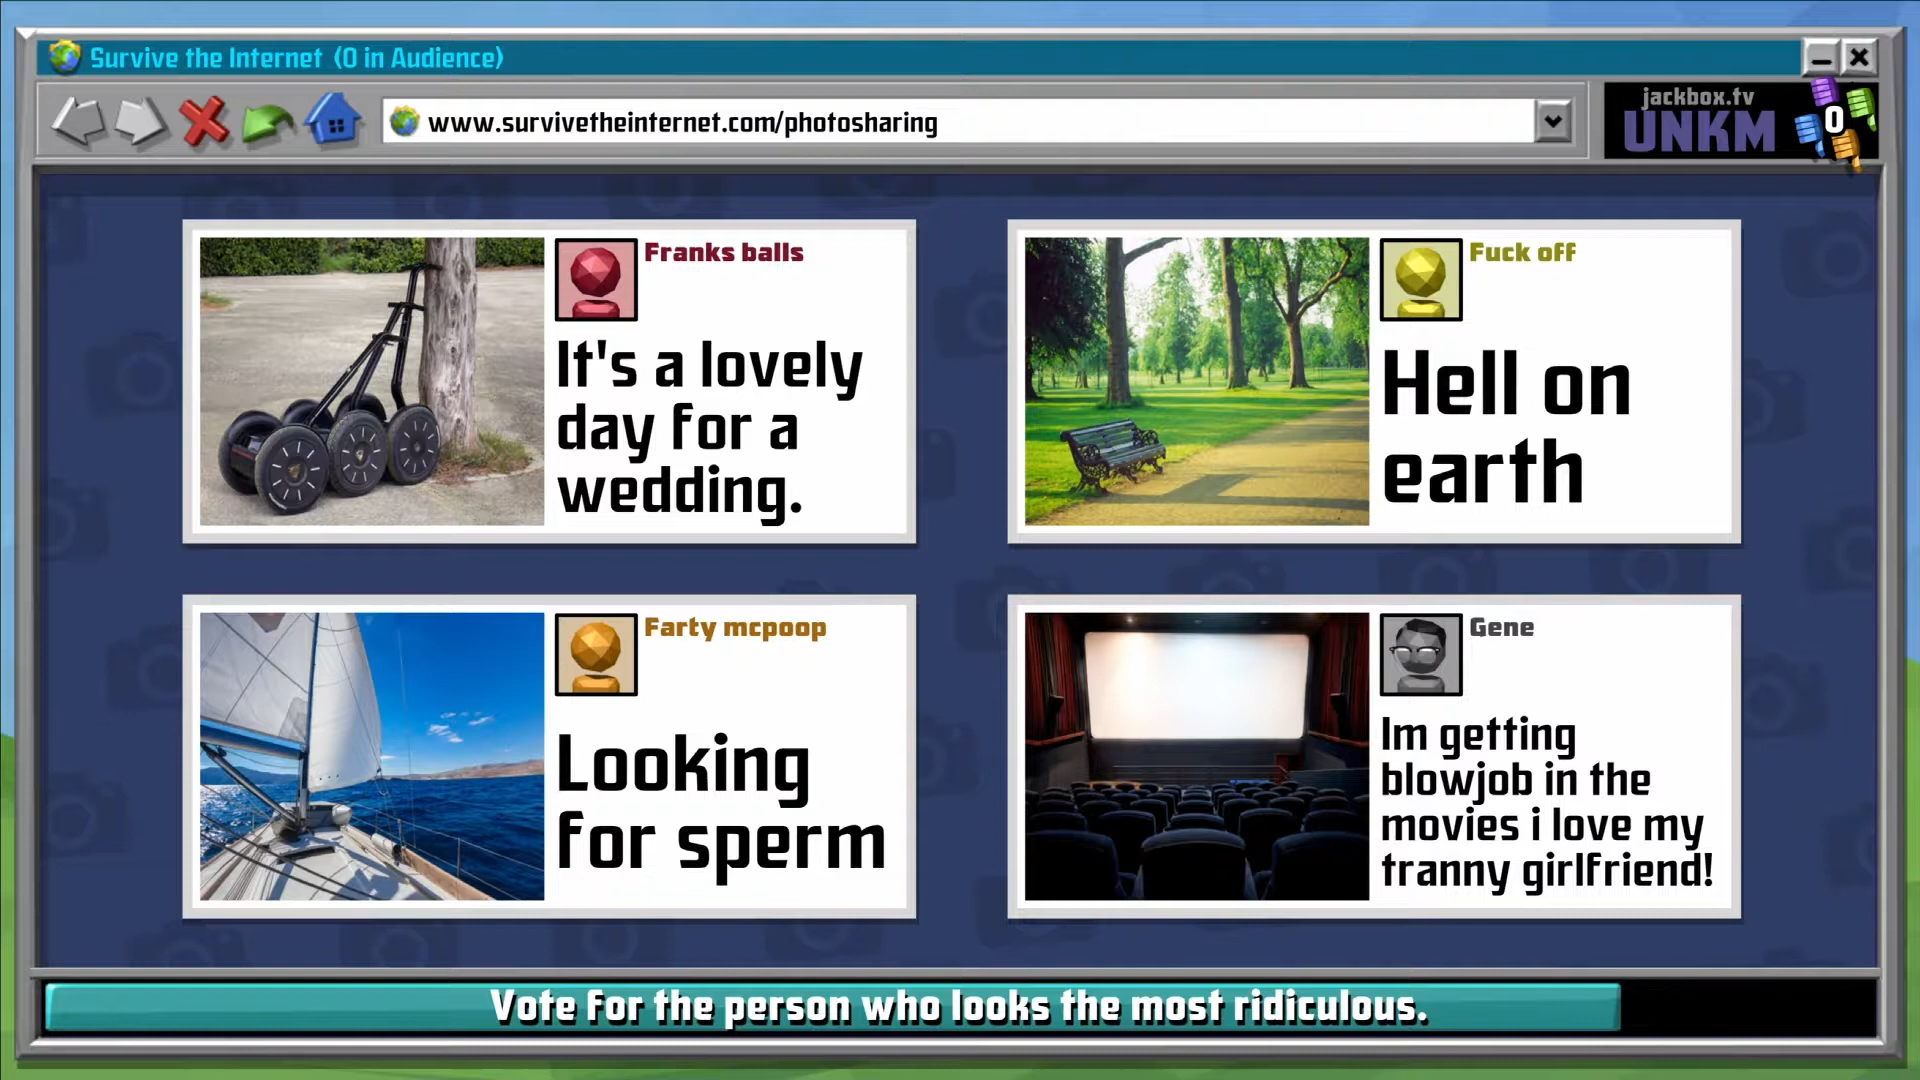 Survive the Internet (0 in Audience)
www.survivetheinternet.com/photosharing
jackbox.tv
UNKM
0
Franks balls
It's a lovely
day for a
wedding.
Fuck off
Hell on
earth
Farty mcpoop
Looking
for sperm
Gene
Im getting
blowjob in the
movies i love my
tranny girlfriend!
Vote for the person who looks the most ridiculous.